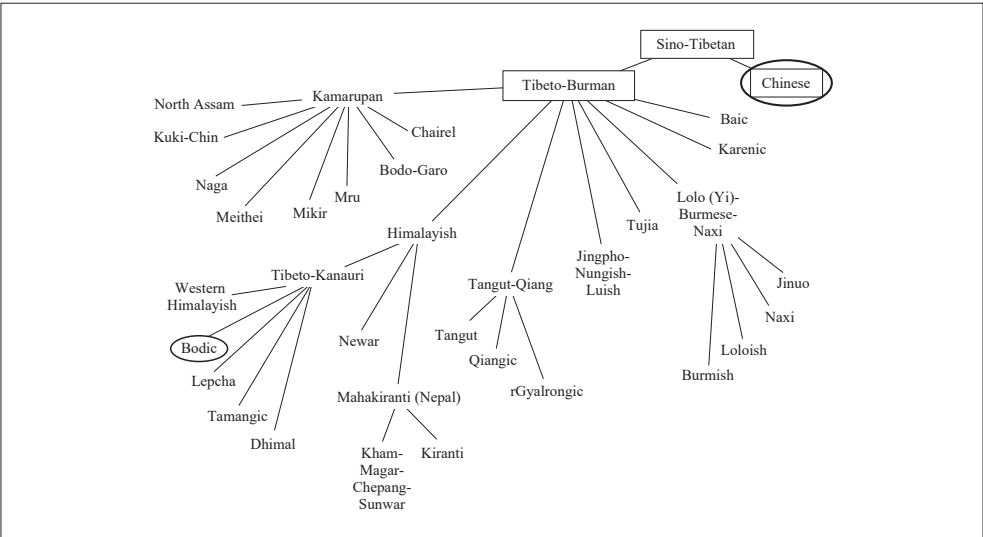 Sino-Tibetan
Chinese
Tibeto-Burman
Kamarupan
North Assam
Baic
Chairel
Kuki-Chin
Karenic
Bodo-Garo
Naga
Mru
Lolo (Yi)-
Burmese-
Naxi
Mikir
Meithei
Tujia
Himalayish
Jingpho-
Nungish-
Luish
Tibeto-Kanauri
Tangut-Qiang
Jinuo
Western
Himalayish
Naxi
Tangut
Newar
Bodic
Loloish
Qiangic
Lepcha
Burmish
rGyalrongic
Mahakiranti (Nepal)
Tamangic
Dhimal
Kham-
Magar-
Chepang-
Sunwar
Kiranti